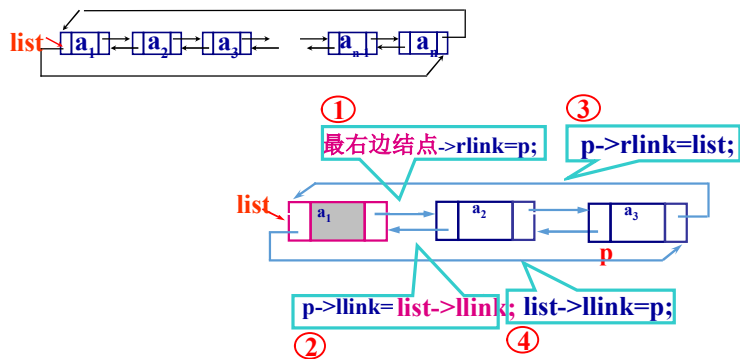 list a1 a2 a3 an-1 an
① ③
最右边结点->rlink=p; p->rlink=list;
list a1 a2 a3
p
p->llink=list->llink; list->llink=p;
② ④